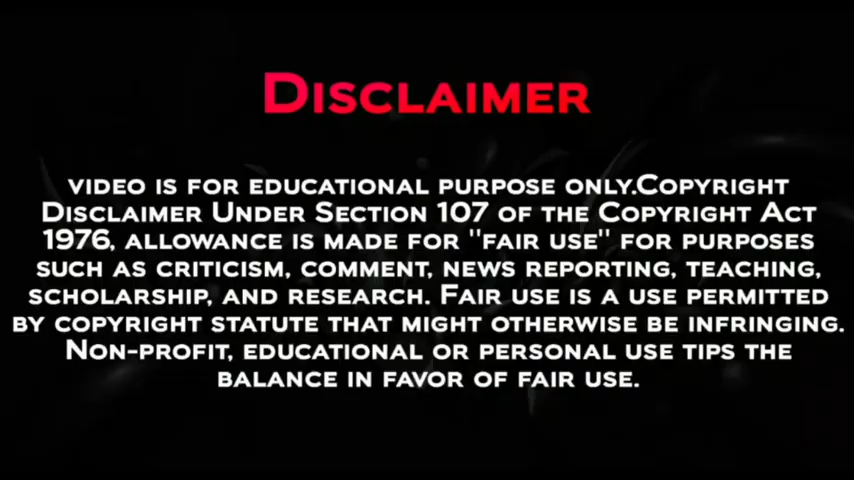 Disclaimer
video is for educational purpose only.Copyright
Disclaimer Under Section 107 of the Copyright Act
1976, allowance is made for "fair use" for purposes
such as criticism, comment, news reporting, teaching,
scholarship, and research. Fair use is a use permitted
by copyright statute that might otherwise be infringing.
Non-profit, educational or personal use tips the
balance in favor of fair use.